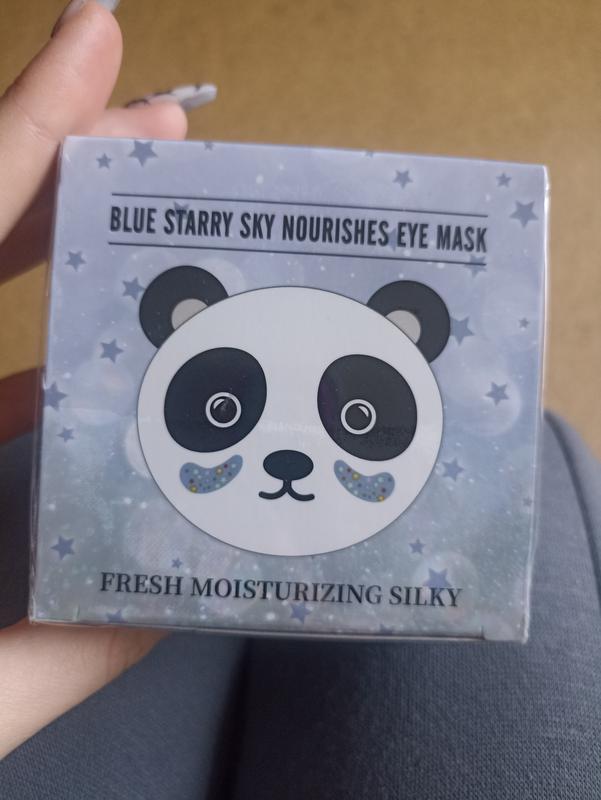 BLUE STARRY SKY NOURISHES EYE MASK
FRESH MOISTURIZING SILKY